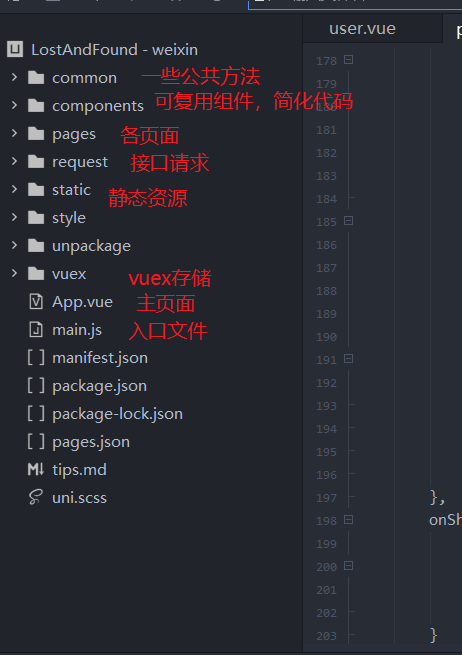 user.vue
LostAndFound - weixin
common 一些公共方法
components 可复用组件，简化代码
pages 各页面
request 接口请求
static 静态资源
style
unpackage
vuex vuex存储
App.vue 主页面
main.js 入口文件
manifest.json
package.json
package-lock.json
pages.json
tips.md
uni.scss
178
179
180
181
182
183
184
185
186
187
188
189
190
191
192
193
194
195
196
197 },
198 onSh
199
200
201
202
203 }